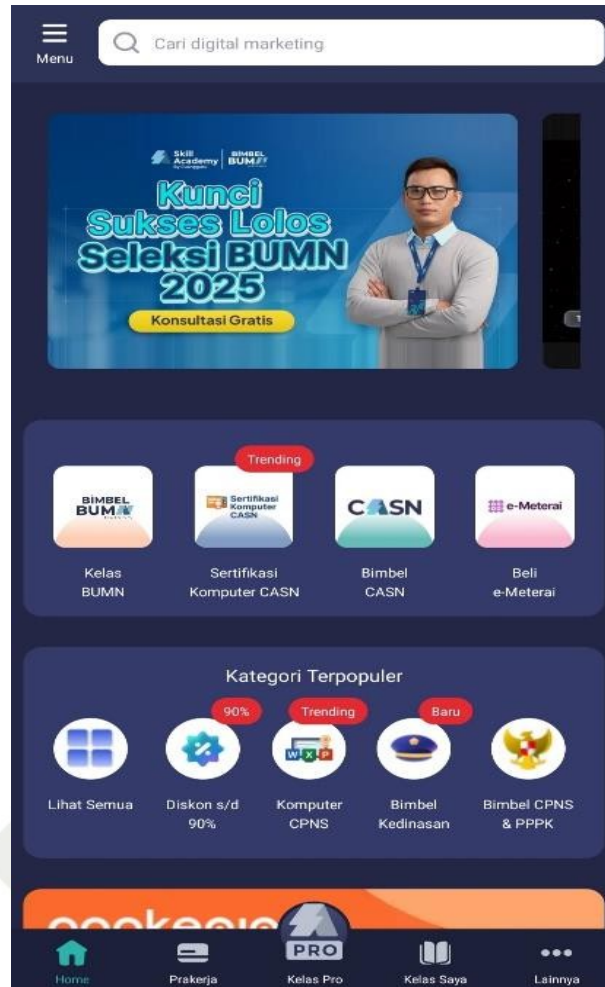 Menu
Cari digital marketing
Skill Academy
by Ruangguru
BIMBEL
BUMN
Kunci
Sukses Lolos
Seleksi BUMN
2025
Konsultasi Gratis
Trending
BIMBEL
BUMN
Sertifikasi
Komputer
CASN
CASN
e-Meterai
Kelas
BUMN
Sertifikasi
Komputer CASN
Bimbel
CASN
Beli
e-Meterai
Kategori Terpopuler
90%
Trending
Baru
W X P
Lihat Semua
Diskon s/d
90%
Komputer
CPNS
Bimbel
Kedinasan
Bimbel CPNS
& PPPK
PRO
Home
Prakerja
Kelas Pro
Kelas Saya
Lainnya